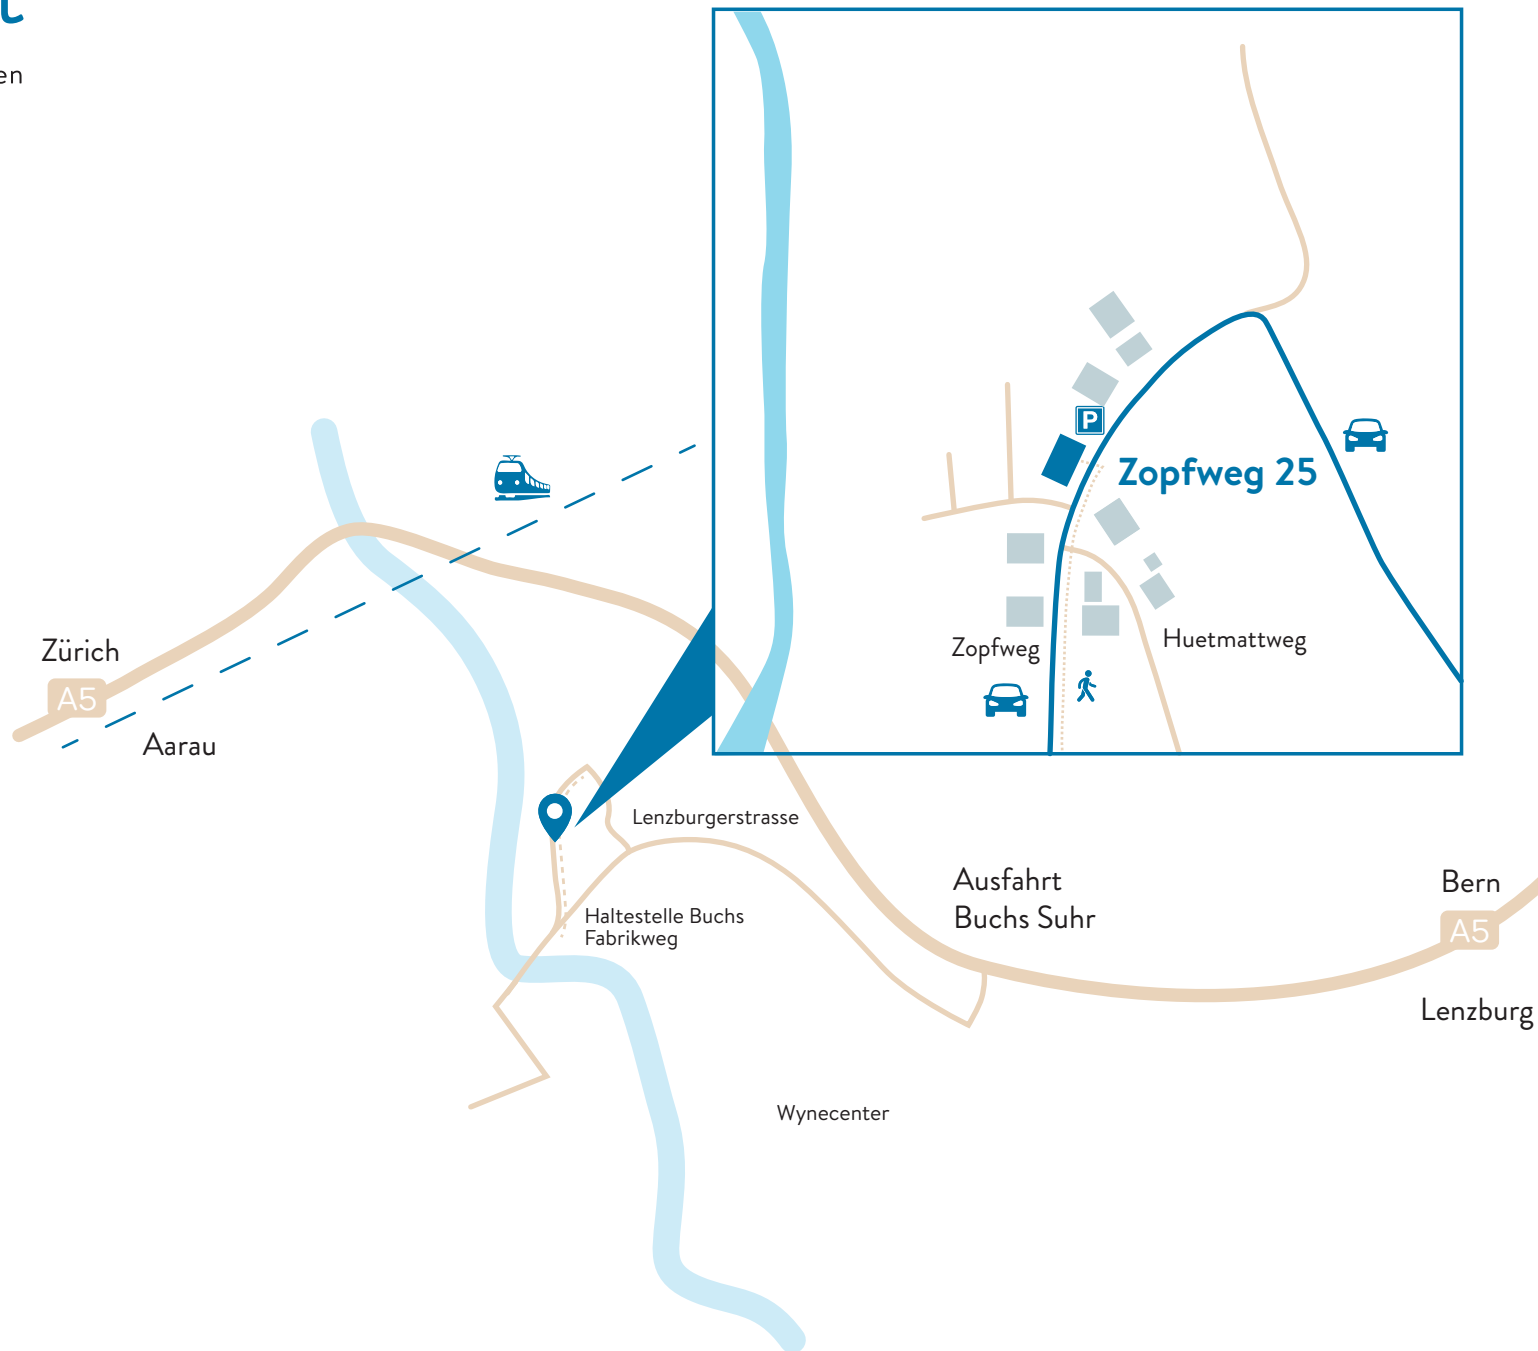 en
P
Zopfweg 25
Zopfweg
Huetmattweg
Zürich
A5
Aarau
Lenzburgerstrasse
Haltestelle Buchs
Fabrikweg
Ausfahrt
Buchs Suhr
Bern
A5
Lenzburg
Wynecenter